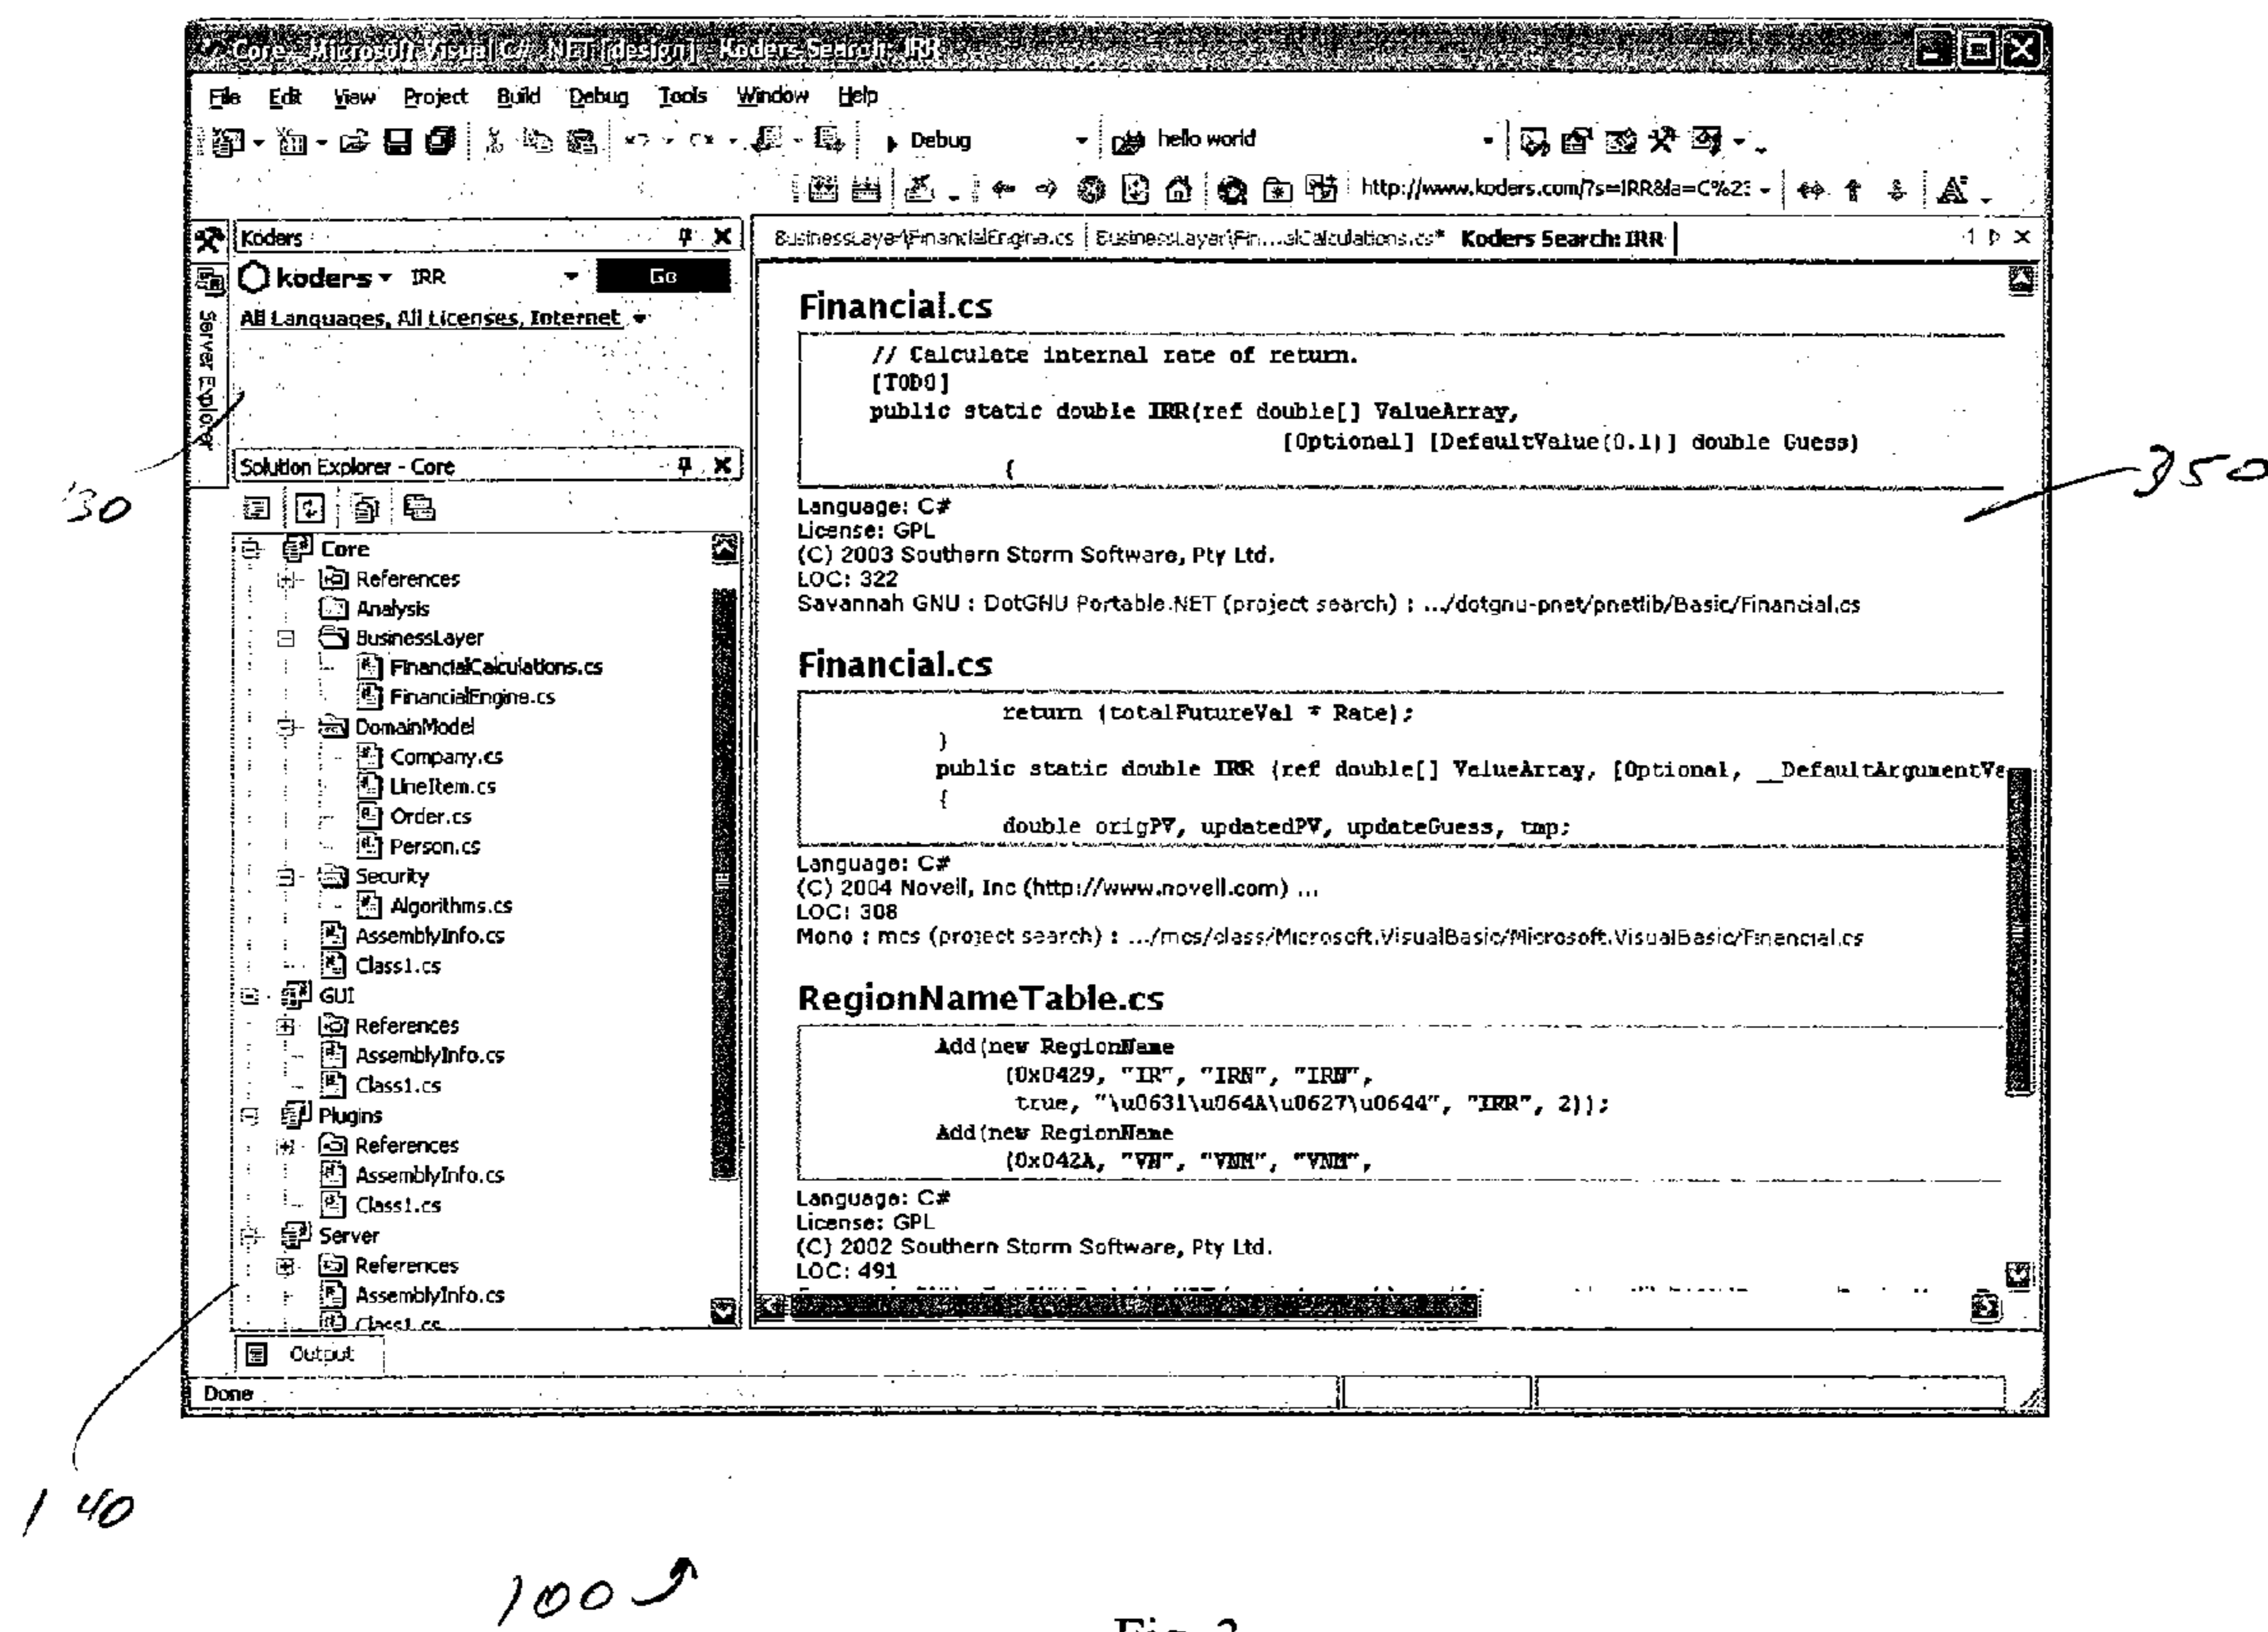 Core - Microsoft Visual C# .NET [design] - Koders Search: IRR
File Edit View Project Build Debug Tools Window Help
Debug hello world
http://www.koders.com/?s=IRR&la=C%23
Koders
koders IRR Go
All Languages, All Licenses, Internet
Server Explorer
Solution Explorer - Core
Core
References
Analysis
BusinessLayer
FinancialCalculations.cs
FinancialEngine.cs
DomainModel
Company.cs
LineItem.cs
Order.cs
Person.cs
Security
Algorithms.cs
AssemblyInfo.cs
Class1.cs
GUI
References
AssemblyInfo.cs
Class1.cs
Plugins
References
AssemblyInfo.cs
Class1.cs
Server
References
AssemblyInfo.cs
Class1.cs
Output
Done
BusinessLayer\FinancialEngine.cs BusinessLayer\Fin...alCalculations.cs* Koders Search: IRR
Financial.cs
// Calculate internal rate of return.
[TODO]
public static double IRR(ref double[] ValueArray,
[Optional] [DefaultValue(0.1)] double Guess)
{
Language: C#
License: GPL
(C) 2003 Southern Storm Software, Pty Ltd.
LOC: 322
Savannah GNU : DotGNU Portable.NET (project search) : .../dotgnu-pnet/pnetlib/Basic/Financial.cs
Financial.cs
return (totalFutureVal * Rate);
}
public static double IRR (ref double[] ValueArray, [Optional, __DefaultArgumentVa
{
double origPV, updatedPV, updateGuess, tmp;
Language: C#
(C) 2004 Novell, Inc (http://www.novell.com) ...
LOC: 308
Mono : mcs (project search) : .../mcs/class/Microsoft.VisualBasic/Microsoft.VisualBasic/Financial.cs
RegionNameTable.cs
Add(new RegionName
(0x0429, "IR", "IRN", "IRN",
true, "\u0631\u064A\u0627\u0644", "IRR", 2));
Add(new RegionName
(0x042A, "VN", "VNM", "VNM",
Language: C#
License: GPL
(C) 2002 Southern Storm Software, Pty Ltd.
LOC: 491
130
350
140
100